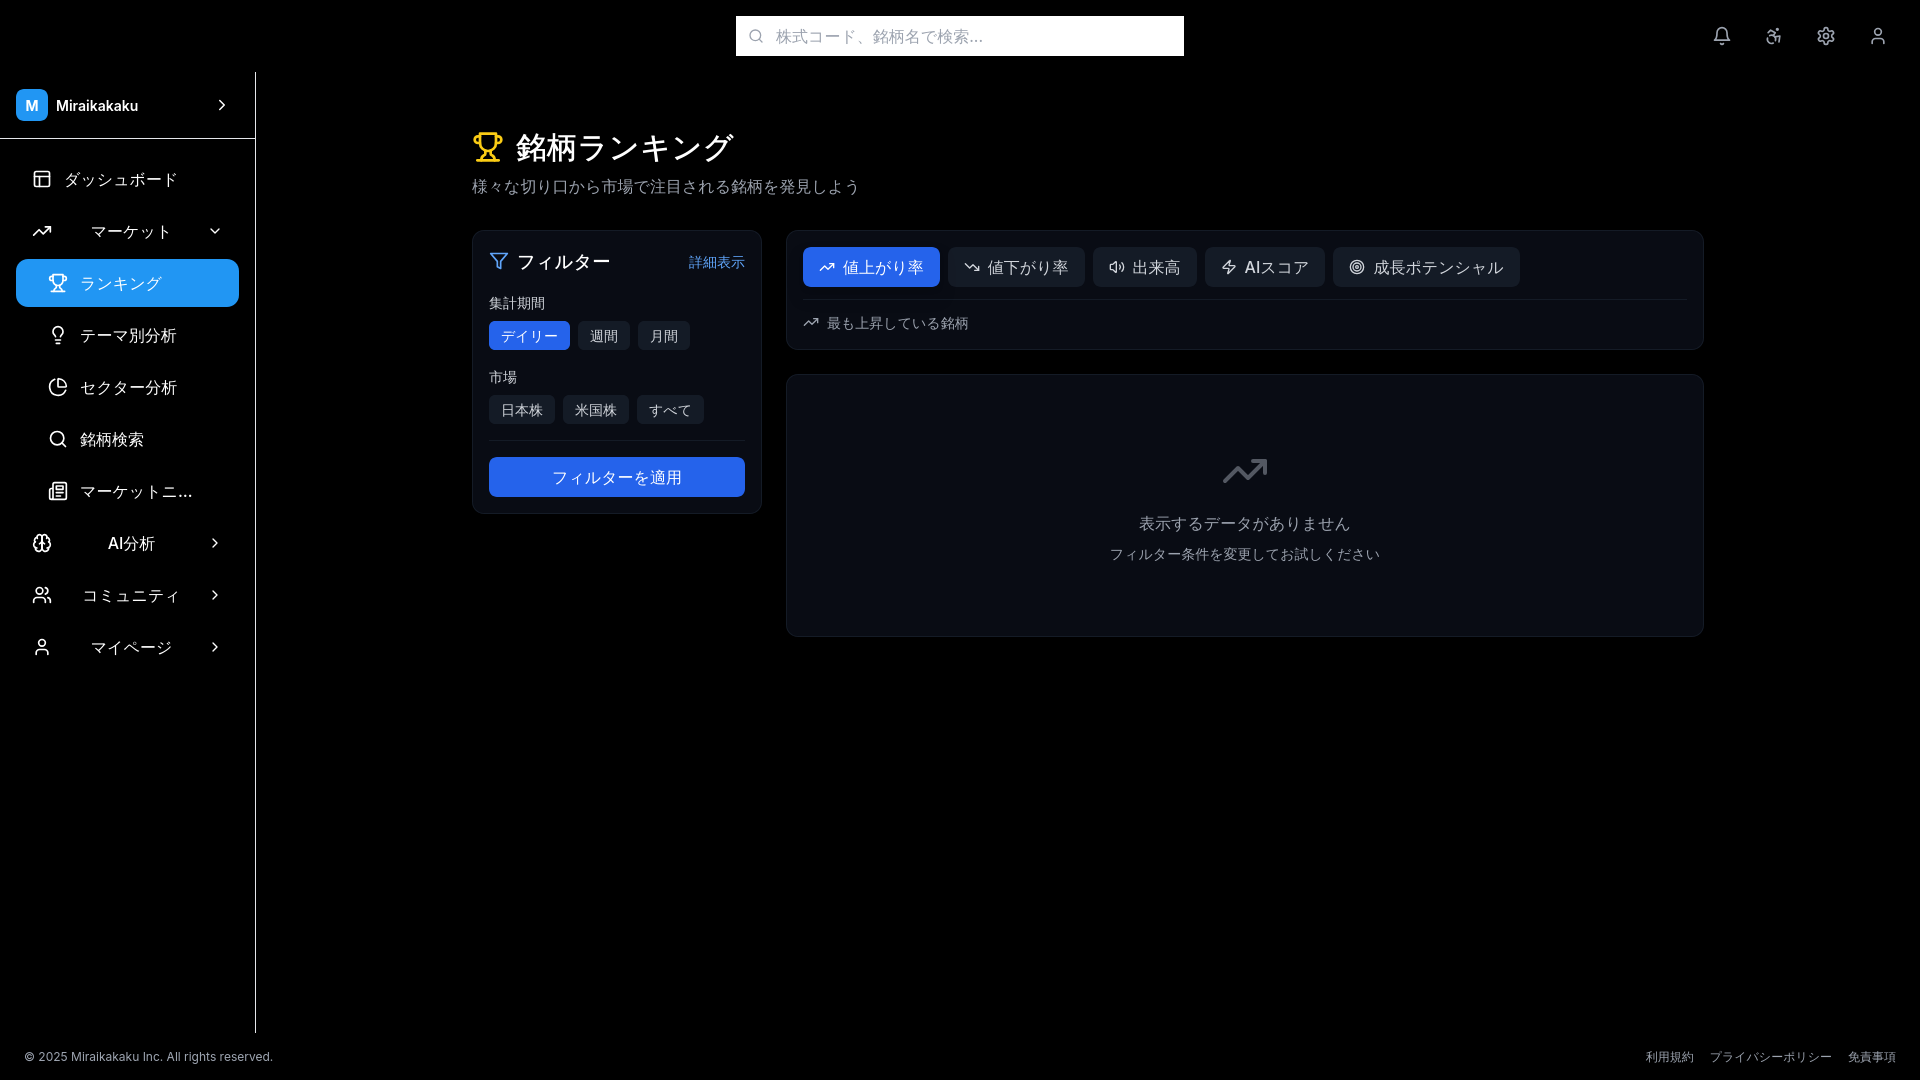 株式コード、銘柄名で検索...
M Miraikakaku
ダッシュボード
マーケット
ランキング
テーマ別分析
セクター分析
銘柄検索
マーケットニ...
AI分析
コミュニティ
マイページ
銘柄ランキング
様々な切り口から市場で注目される銘柄を発見しよう
フィルター 詳細表示
集計期間
デイリー 週間 月間
市場
日本株 米国株 すべて
フィルターを適用
値上がり率 値下がり率 出来高 AIスコア 成長ポテンシャル
最も上昇している銘柄
表示するデータがありません
フィルター条件を変更してお試しください
© 2025 Miraikakaku Inc. All rights reserved.
利用規約 プライバシーポリシー 免責事項